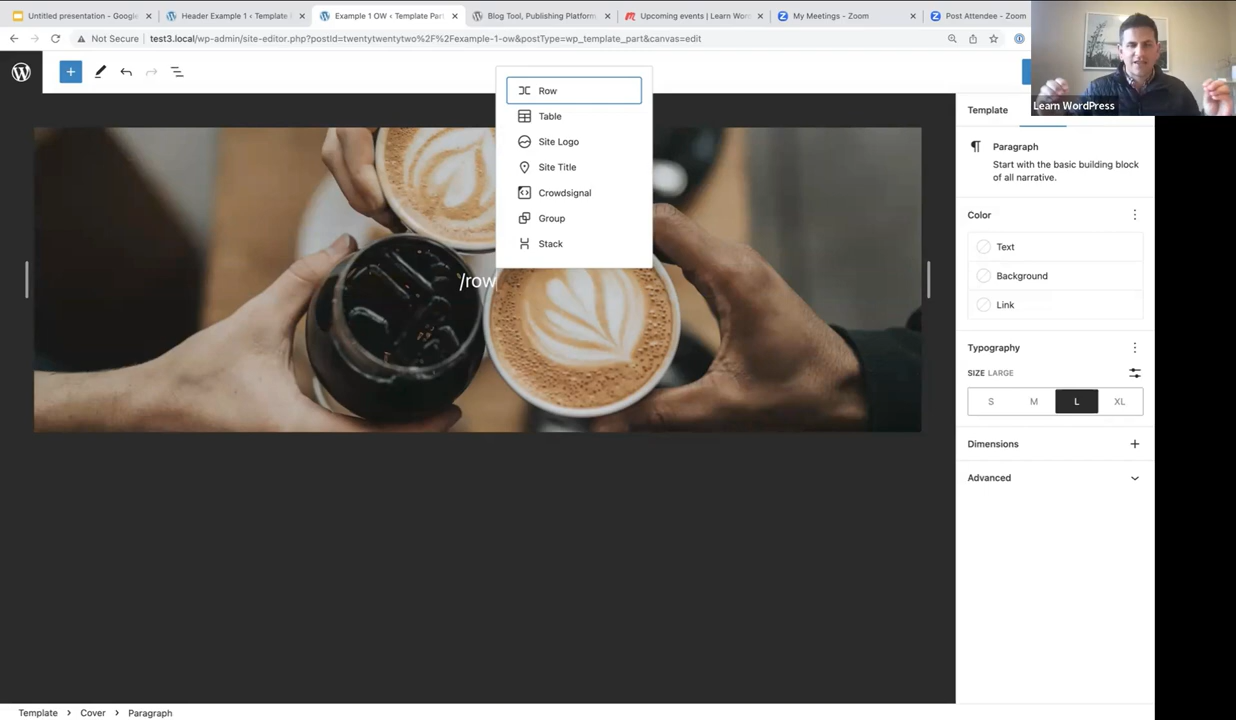 Untitled presentation - Google
Header Example 1 ‹ Template
Example 1 OW ‹ Template Par
Blog Tool, Publishing Platform
Upcoming events | Learn Wor
My Meetings - Zoom
Post Attendee - Zoom
Not Secure
test3.local/wp-admin/site-editor.php?postId=twentytwentytwo%2F%2Fexample-1-ow&postType=wp_template_part&canvas=edit
Learn WordPress
Row
Table
Site Logo
Site Title
Crowdsignal
Group
Stack
/row
Template
Paragraph
Start with the basic building block
of all narrative.
Color
Text
Background
Link
Typography
SIZE LARGE
S M L XL
Dimensions
Advanced
Template > Cover > Paragraph